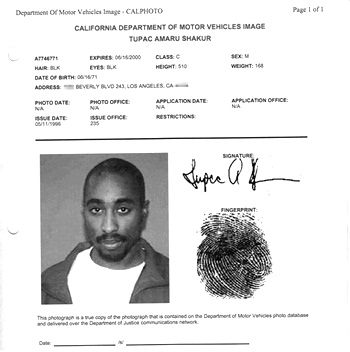 Department Of Motor Vehicles Image - CALPHOTO Page 1 of 1
CALIFORNIA DEPARTMENT OF MOTOR VEHICLES IMAGE
TUPAC AMARU SHAKUR
A7746771 EXPIRES: 06/16/2000 CLASS: C SEX: M
HAIR: BLK EYES: BLK HEIGHT: 510 WEIGHT: 168
DATE OF BIRTH: 06/16/71
ADDRESS: BEVERLY BLVD 243, LOS ANGELES, CA
PHOTO DATE: PHOTO OFFICE: APPLICATION DATE: APPLICATION OFFICE:
N/A N/A N/A N/A
ISSUE DATE: ISSUE OFFICE: RESTRICTIONS:
05/11/1996 235
SIGNATURE:
Tupac A S
FINGERPRINT:
This photograph is a true copy of the photograph that is contained on the Department of Motor Vehicles photo database
and delivered over the Department of Justice communications network.
Date: /s/